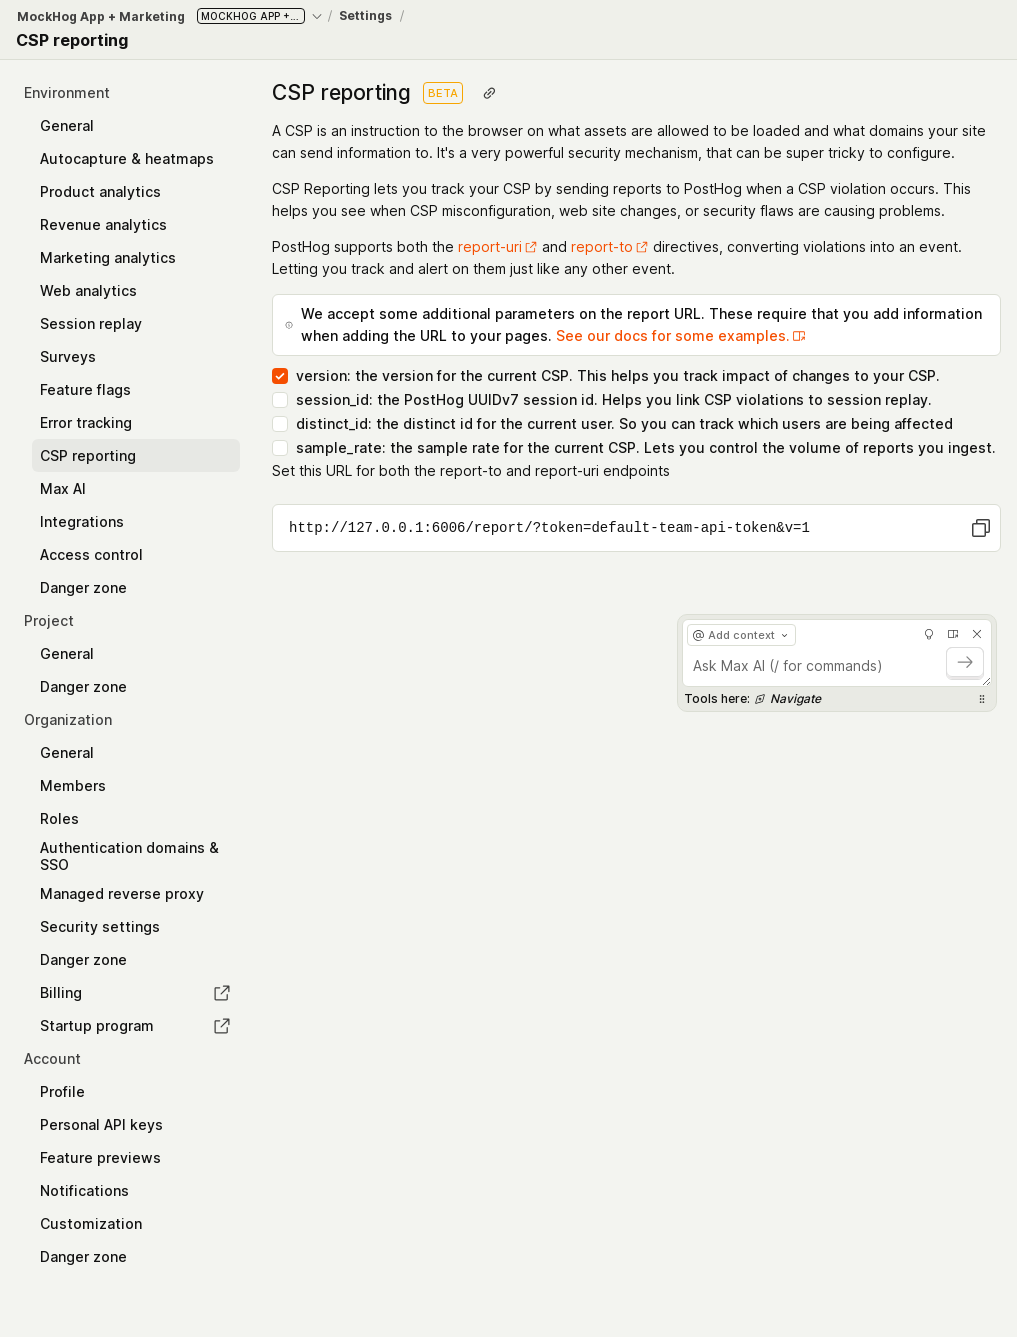 MockHog App + Marketing MOCKHOG APP +... / Settings /
CSP reporting
Environment
General
Autocapture & heatmaps
Product analytics
Revenue analytics
Marketing analytics
Web analytics
Session replay
Surveys
Feature flags
Error tracking
CSP reporting
Max AI
Integrations
Access control
Danger zone
Project
General
Danger zone
Organization
General
Members
Roles
Authentication domains &
SSO
Managed reverse proxy
Security settings
Danger zone
Billing
Startup program
Account
Profile
Personal API keys
Feature previews
Notifications
Customization
Danger zone
CSP reporting BETA
A CSP is an instruction to the browser on what assets are allowed to be loaded and what domains your site
can send information to. It's a very powerful security mechanism, that can be super tricky to configure.
CSP Reporting lets you track your CSP by sending reports to PostHog when a CSP violation occurs. This
helps you see when CSP misconfiguration, web site changes, or security flaws are causing problems.
PostHog supports both the report-uri and report-to directives, converting violations into an event.
Letting you track and alert on them just like any other event.
We accept some additional parameters on the report URL. These require that you add information
when adding the URL to your pages. See our docs for some examples.
version: the version for the current CSP. This helps you track impact of changes to your CSP.
session_id: the PostHog UUIDv7 session id. Helps you link CSP violations to session replay.
distinct_id: the distinct id for the current user. So you can track which users are being affected
sample_rate: the sample rate for the current CSP. Lets you control the volume of reports you ingest.
Set this URL for both the report-to and report-uri endpoints
http://127.0.0.1:6006/report/?token=default-team-api-token&v=1
@ Add context
Ask Max AI (/ for commands)
Tools here: Navigate